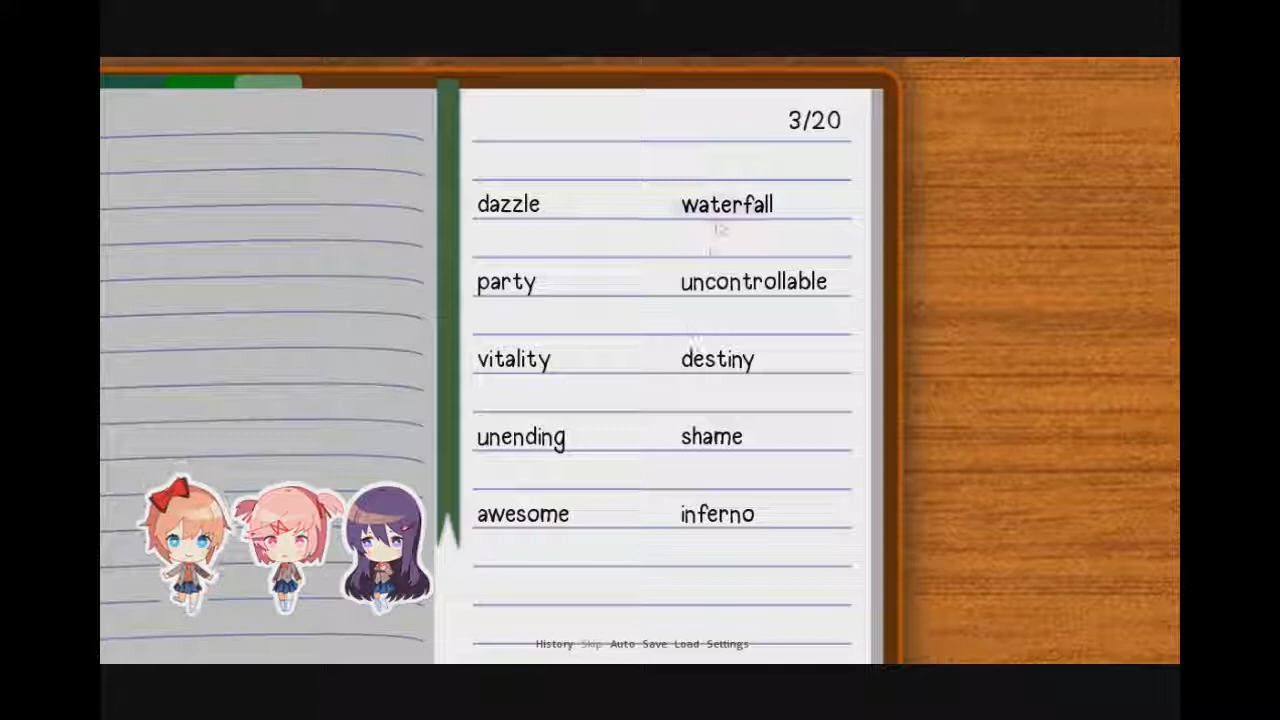 3/20
dazzle waterfall
party uncontrollable
vitality destiny
unending shame
awesome inferno
History Skip Auto Save Load Settings